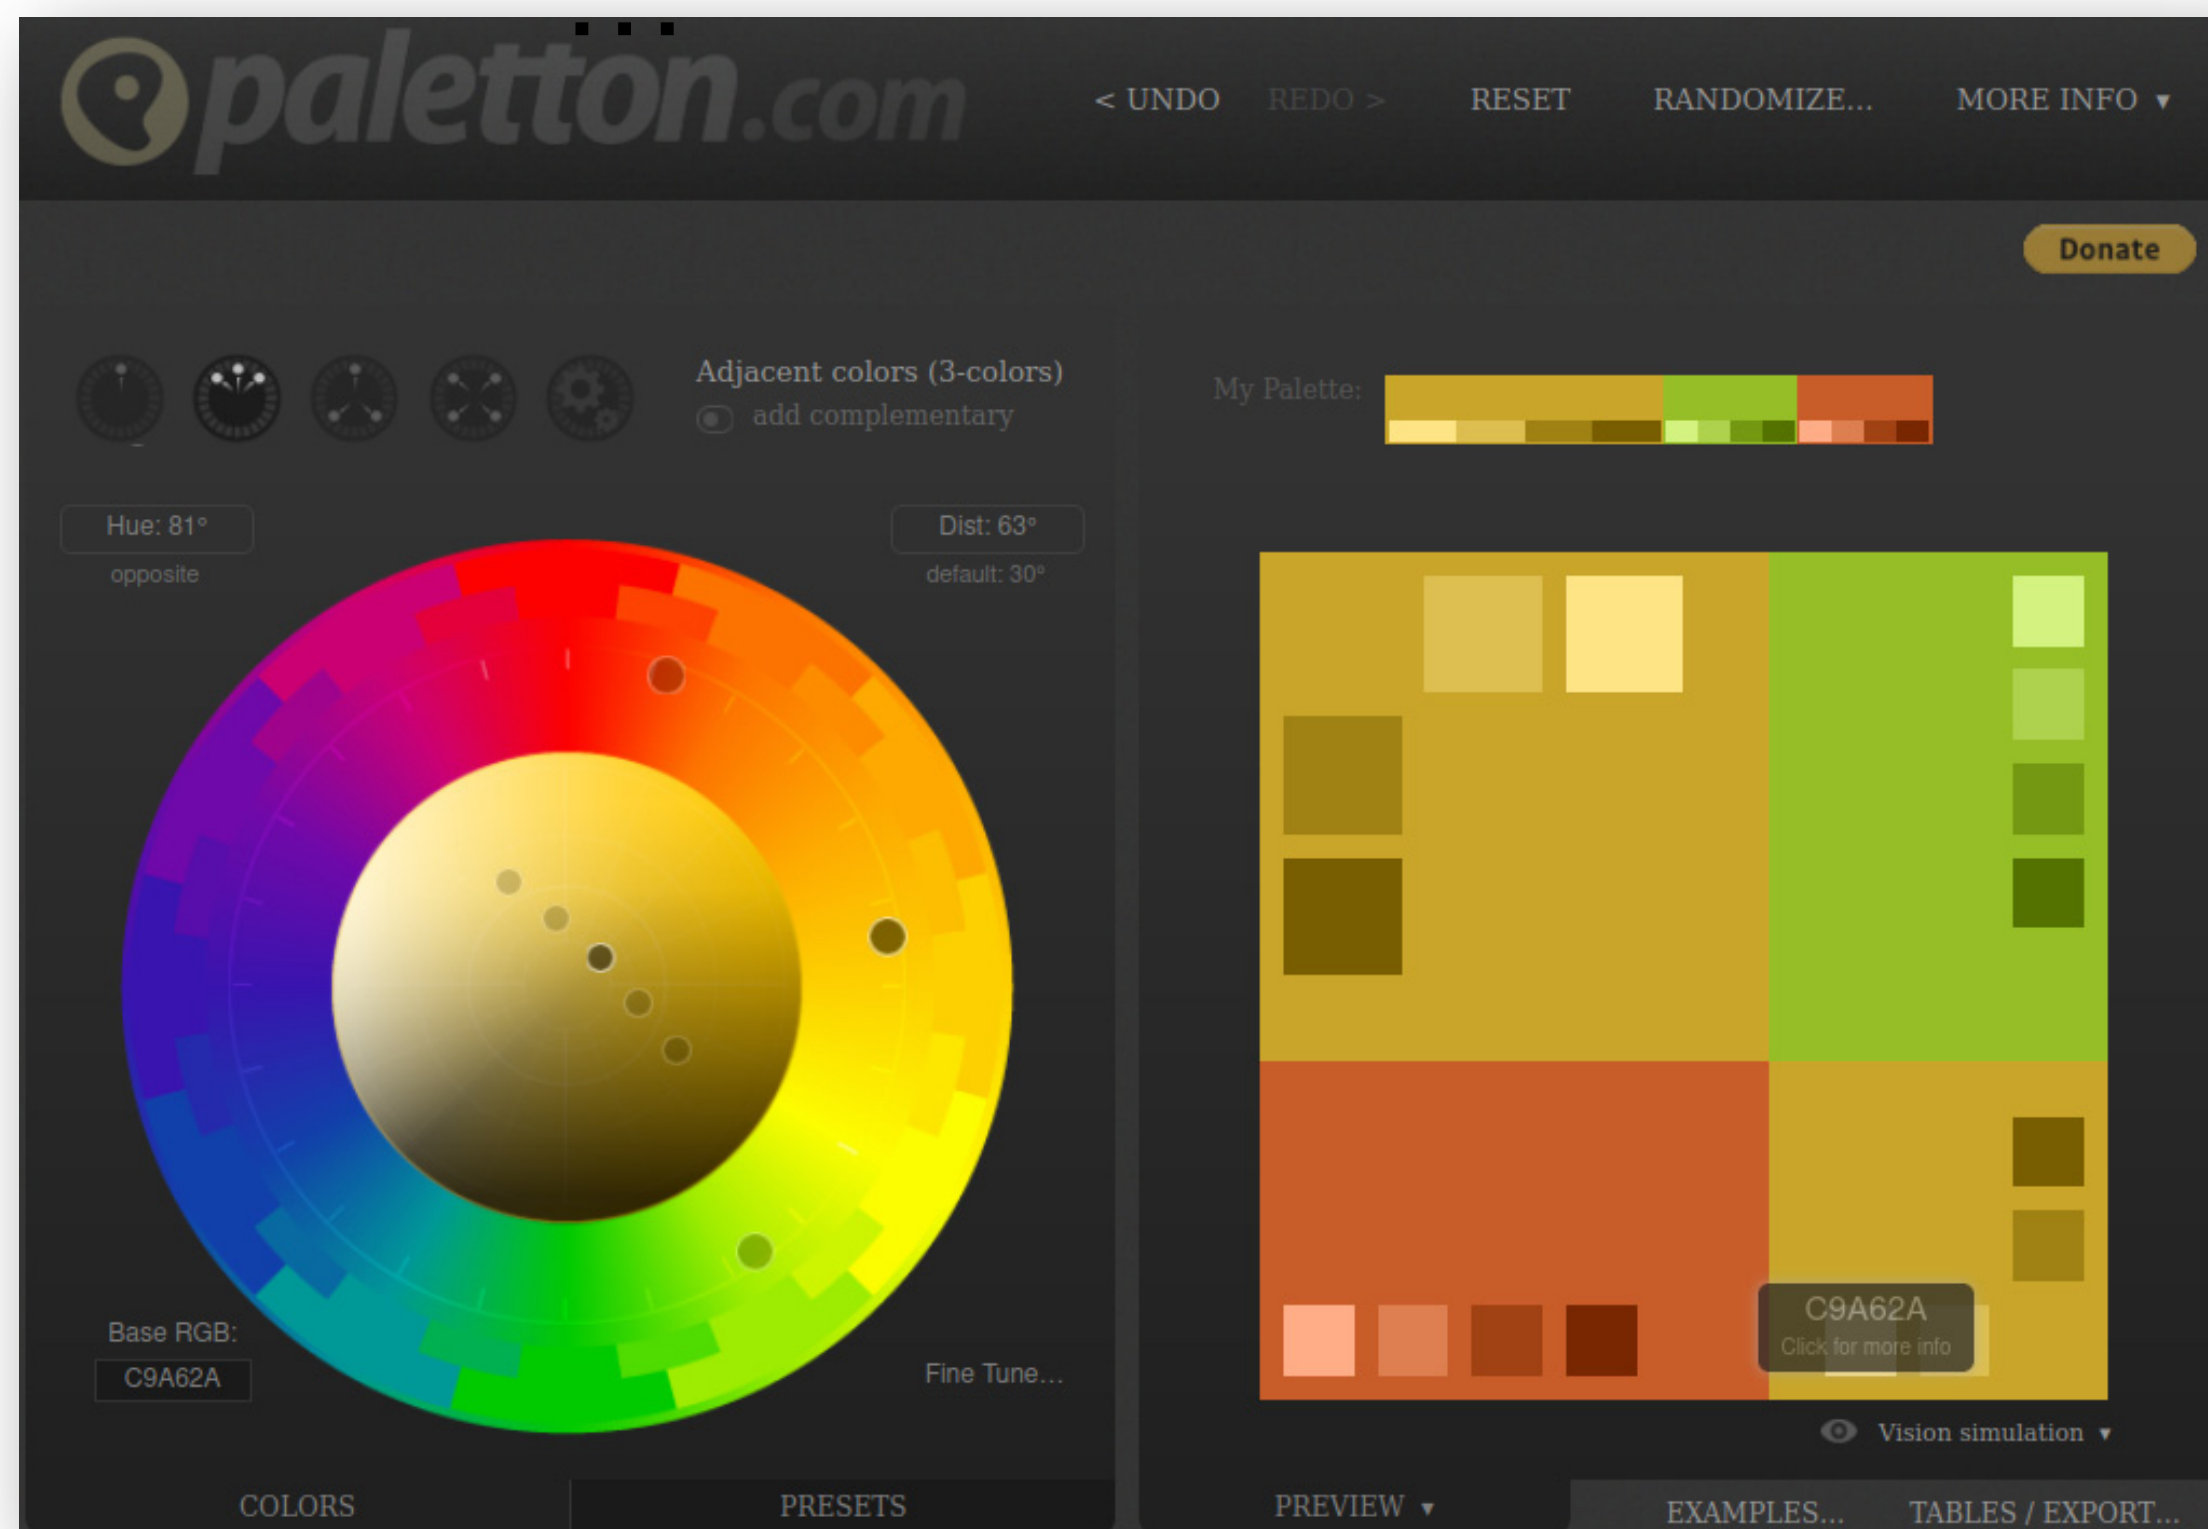 ...
paletton.com
< UNDO REDO > RESET RANDOMIZE... MORE INFO ▾
Donate
Adjacent colors (3-colors)
add complementary
My Palette:
Hue: 81°
opposite
Dist: 63°
default: 30°
Base RGB:
C9A62A
Fine Tune...
C9A62A
Click for more info
Vision simulation ▾
COLORS PRESETS
PREVIEW ▾ EXAMPLES... TABLES / EXPORT...